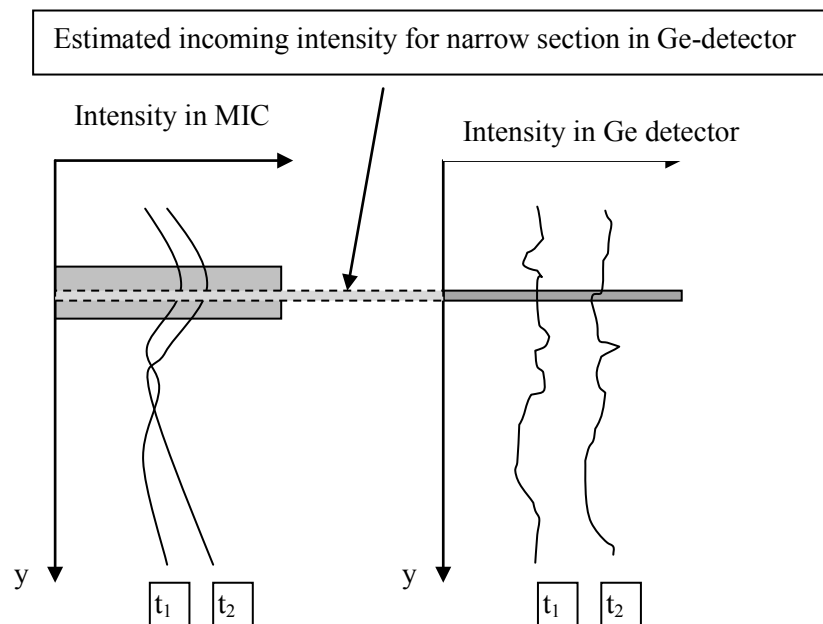 Estimated incoming intensity for narrow section in Ge-detector
Intensity in MIC
Intensity in Ge detector
y
t₁
t₂
y
t₁
t₂